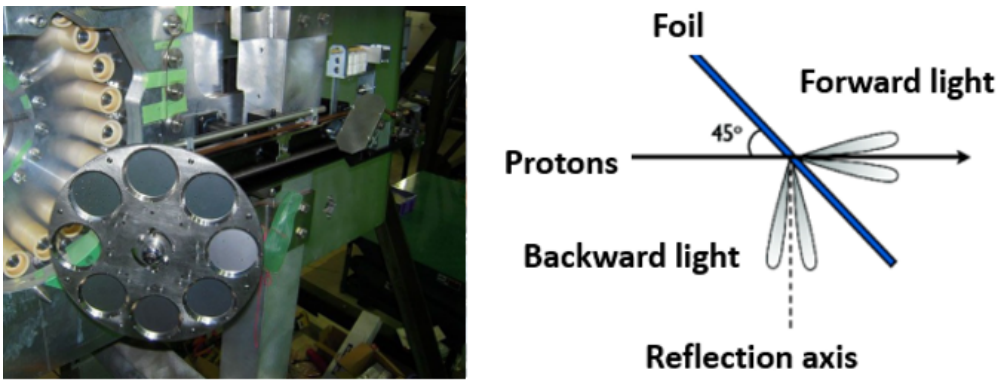 Foil
Forward light
45°
Protons
Backward light
Reflection axis